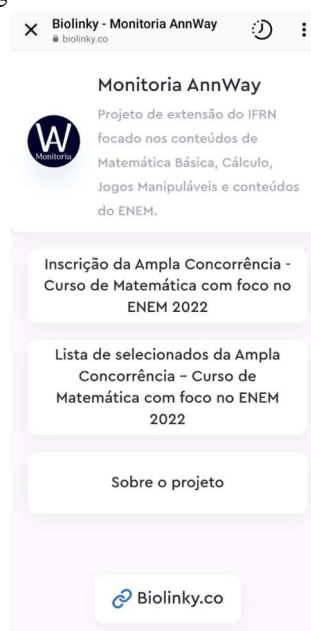 Biolinky - Monitoria AnnWay
biolinky.co
Monitoria AnnWay
W
Monitoria
Projeto de extensão do IFRN
focado nos conteúdos de
Matemática Básica, Cálculo,
Jogos Manipuláveis e conteúdos
do ENEM.
Inscrição da Ampla Concorrência -
Curso de Matemática com foco no
ENEM 2022
Lista de selecionados da Ampla
Concorrência – Curso de
Matemática com foco no ENEM
2022
Sobre o projeto
Biolinky.co